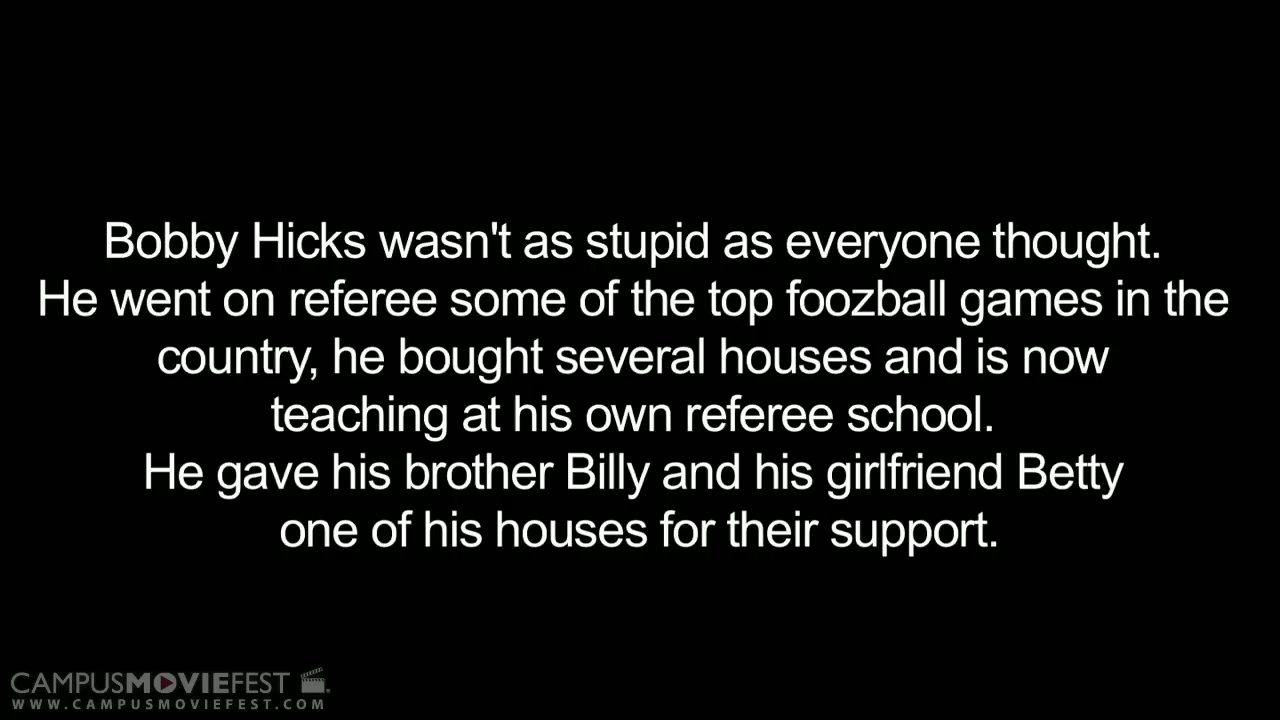 Bobby Hicks wasn't as stupid as everyone thought.
He went on referee some of the top foozball games in the
country, he bought several houses and is now
teaching at his own referee school.
He gave his brother Billy and his girlfriend Betty
one of his houses for their support.
CAMPUSMOVIEFEST
WWW.CAMPUSMOVIEFEST.COM